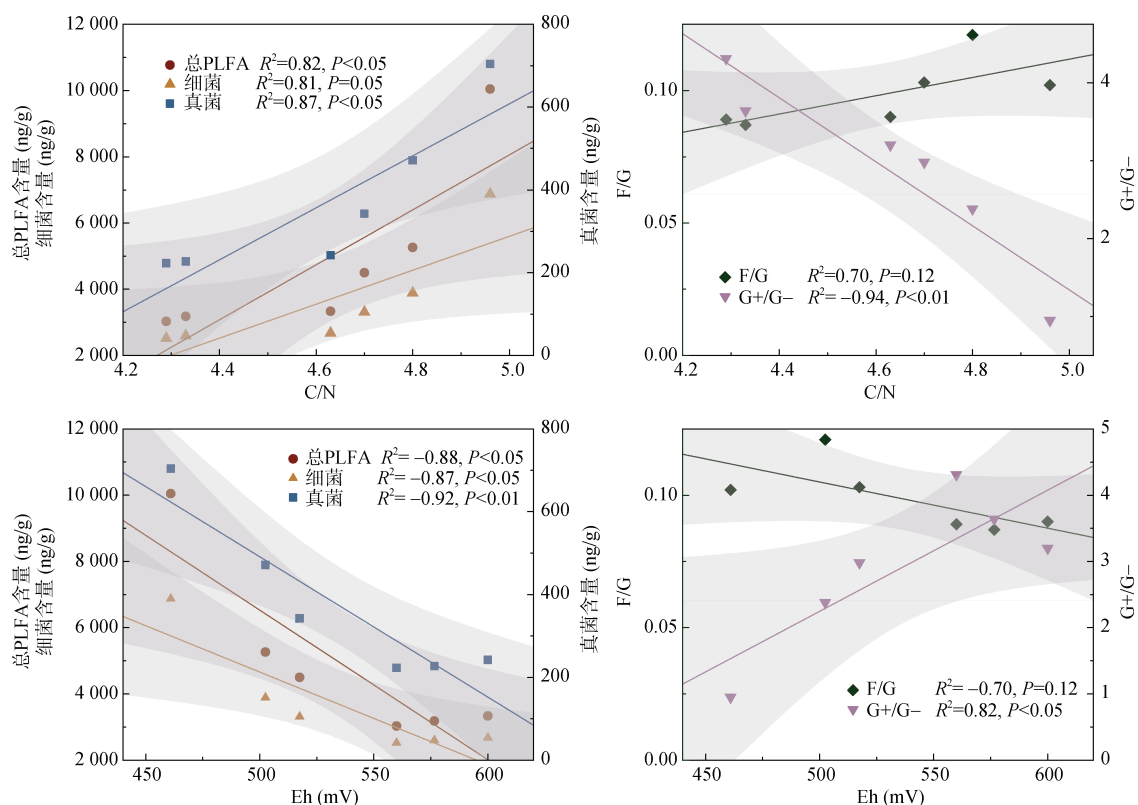 12 000
10 000
8 000
6 000
4 000
2 000
总PLFA含量 (ng/g)
细菌含量 (ng/g)
总PLFA R²=0.82, P<0.05
细菌 R²=0.81, P=0.05
真菌 R²=0.87, P<0.05
800
600
400
200
0
真菌含量 (ng/g)
4.2 4.4 4.6 4.8 5.0
C/N
0.10
0.05
0.00
F/G
F/G R²=0.70, P=0.12
G+/G− R²= −0.94, P<0.01
4
2
G+/G−
4.2 4.4 4.6 4.8 5.0
C/N
12 000
10 000
8 000
6 000
4 000
2 000
总PLFA含量 (ng/g)
细菌含量 (ng/g)
总PLFA R²= −0.88, P<0.05
细菌 R²= −0.87, P<0.05
真菌 R²= −0.92, P<0.01
800
600
400
200
0
真菌含量 (ng/g)
450 500 550 600
Eh (mV)
0.10
0.05
0.00
F/G
F/G R²= −0.70, P=0.12
G+/G− R²=0.82, P<0.05
5
4
3
2
1
0
G+/G−
450 500 550 600
Eh (mV)